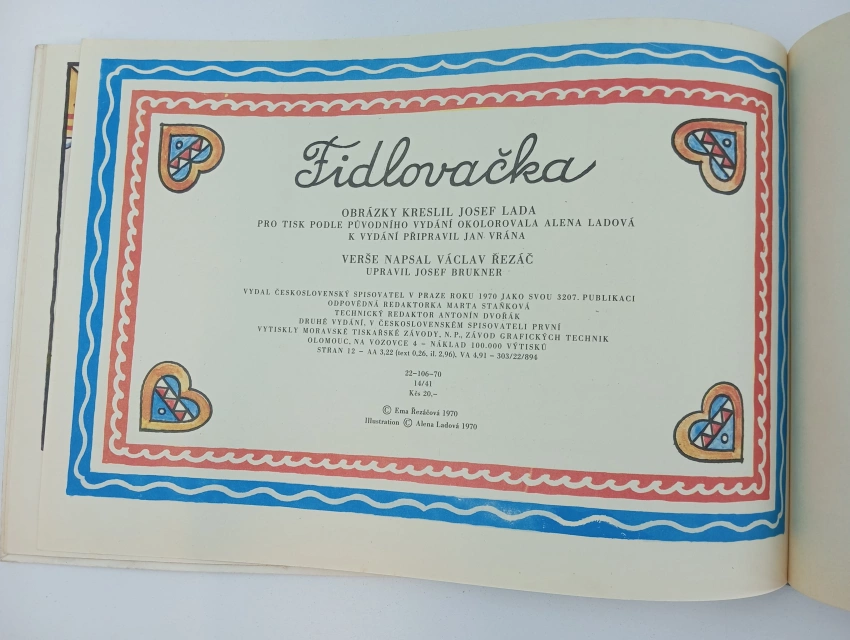 Fidlovačka
OBRÁZKY KRESLIL JOSEF LADA
PRO TISK PODLE PŮVODNÍHO VYDÁNÍ OKOLOROVALA ALENA LADOVÁ
K VYDÁNÍ PŘIPRAVIL JAN VRÁNA
VERŠE NAPSAL VÁCLAV ŘEZÁČ
UPRAVIL JOSEF BRUKNER
VYDAL ČESKOSLOVENSKÝ SPISOVATEL V PRAZE ROKU 1970 JAKO SVOU 3207. PUBLIKACI
ODPOVĚDNÁ REDAKTORKA MARTA STAŇKOVÁ
TECHNICKÝ REDAKTOR ANTONÍN DVOŘÁK
DRUHÉ VYDÁNÍ, V ČESKOSLOVENSKÉM SPISOVATELI PRVNÍ
VYTISKLY MORAVSKÉ TISKAŘSKÉ ZÁVODY, N. P., ZÁVOD GRAFICKÝCH TECHNIK
OLOMOUC, NA VOZOVCE 4 – NÁKLAD 100.000 VÝTISKŮ
STRAN 12 – AA 3,22 (text 0,26, il. 2,96), VA 4,91 – 303/22/894
22–106–70
14/41
Kčs 20.–
© Ema Řezáčová 1970
Illustration © Alena Ladová 1970